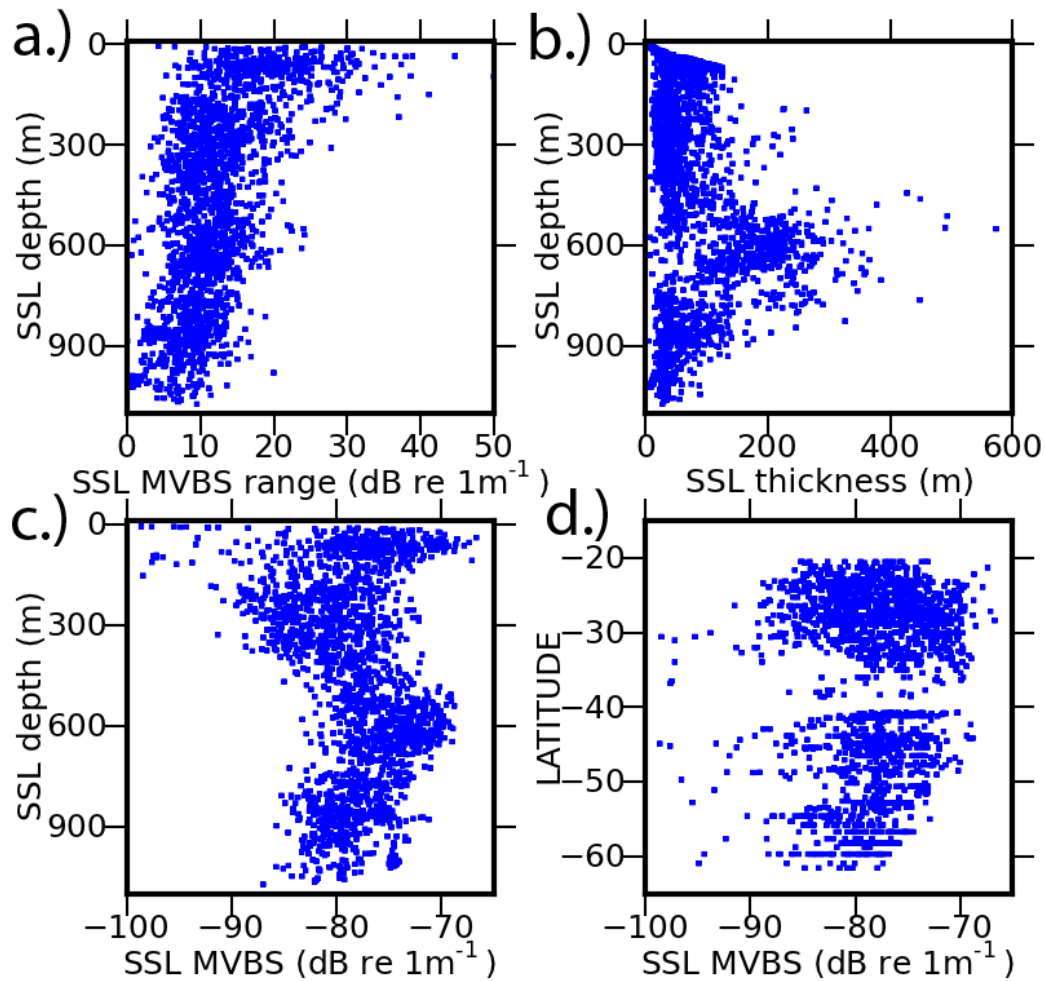 a.)
0
300
600
900
SSL depth (m)
0 10 20 30 40 50
SSL MVBS range (dB re 1m⁻¹)
b.)
0
300
600
900
SSL depth (m)
0 200 400 600
SSL thickness (m)
c.)
0
300
600
900
SSL depth (m)
−100 −90 −80 −70
SSL MVBS (dB re 1m⁻¹)
d.)
−20
−30
−40
−50
−60
LATITUDE
−100 −90 −80 −70
SSL MVBS (dB re 1m⁻¹)